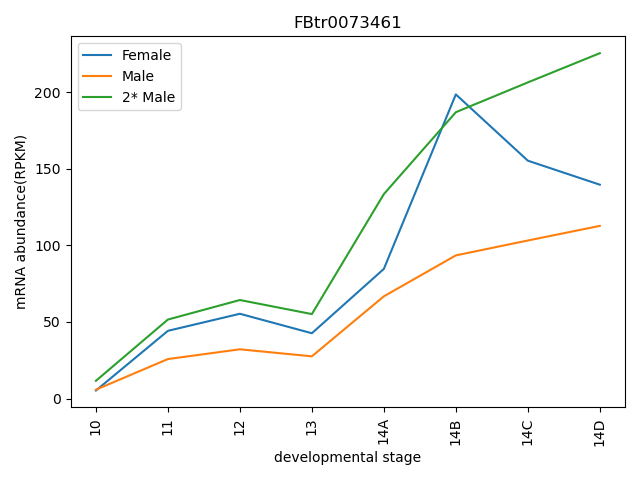 FBtr0073461
Female
Male
2* Male
mRNA abundance(RPKM)
200
150
100
50
0
10
11
12
13
14A
14B
14C
14D
developmental stage